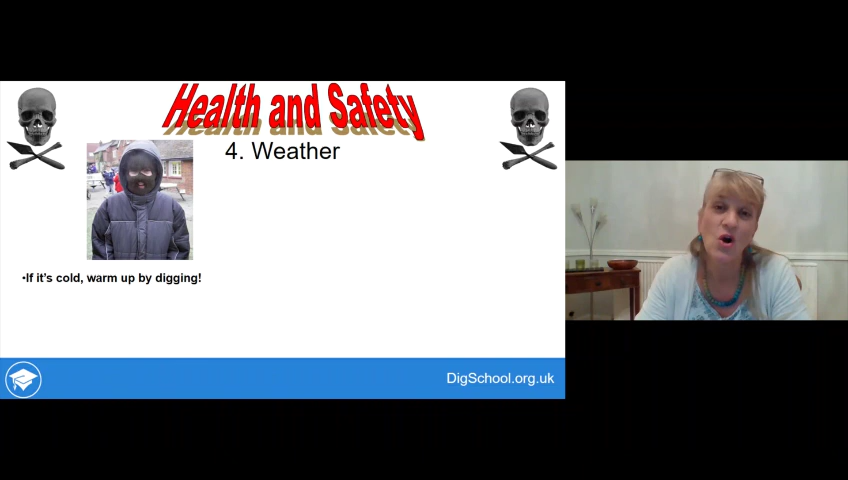 Health and Safety
4. Weather
•If it's cold, warm up by digging!
DigSchool.org.uk